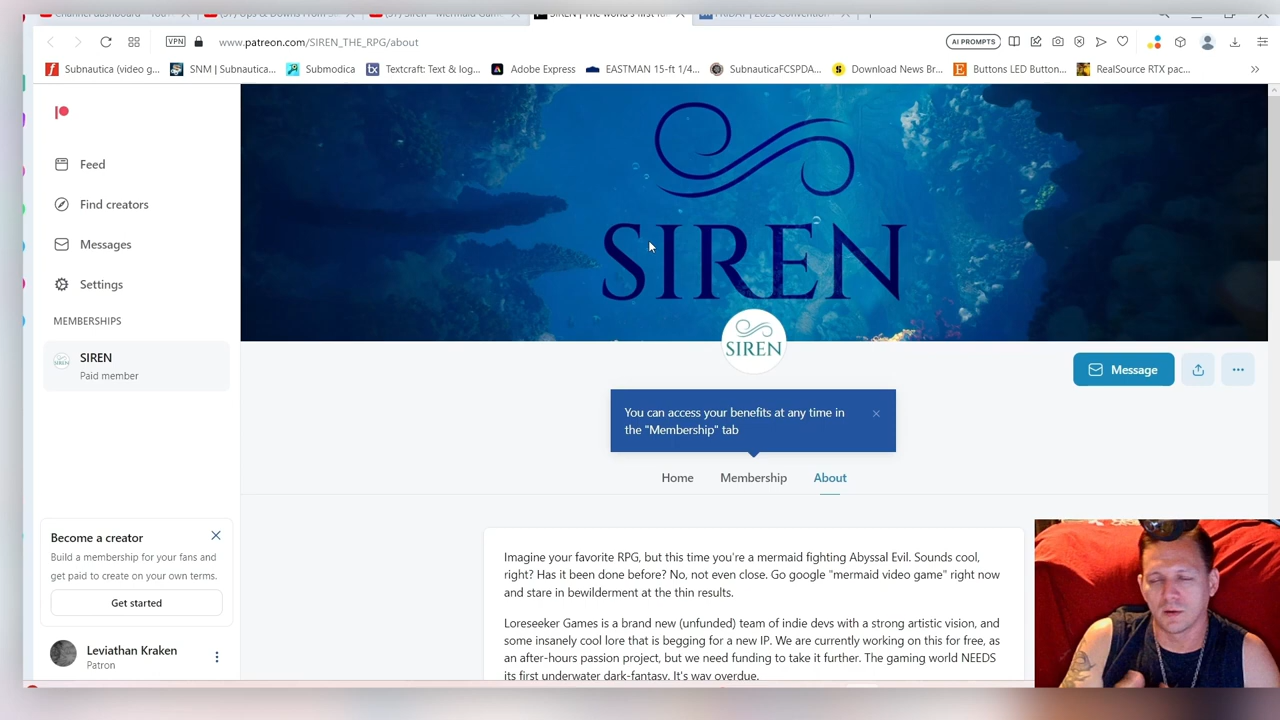 SIREN | The world's first
VPN
www.patreon.com/SIREN_THE_RPG/about
AI PROMPTS
Subnautica (video g...
SNM | Subnautica...
Submodica
Textcraft: Text & log...
Adobe Express
EASTMAN 15-ft 1/4...
SubnauticaFCSPDA...
Download News Br...
Buttons LED Button...
RealSource RTX pac...
Feed
Find creators
Messages
Settings
MEMBERSHIPS
SIREN
Paid member
SIREN
SIREN
Message
You can access your benefits at any time in
the "Membership" tab
Home
Membership
About
Become a creator
Build a membership for your fans and
get paid to create on your own terms.
Get started
Leviathan Kraken
Patron
Imagine your favorite RPG, but this time you're a mermaid fighting Abyssal Evil. Sounds cool,
right? Has it been done before? No, not even close. Go google "mermaid video game" right now
and stare in bewilderment at the thin results.
Loreseeker Games is a brand new (unfunded) team of indie devs with a strong artistic vision, and
some insanely cool lore that is begging for a new IP. We are currently working on this for free, as
an after-hours passion project, but we need funding to take it further. The gaming world NEEDS
its first underwater dark-fantasy. It's way overdue.